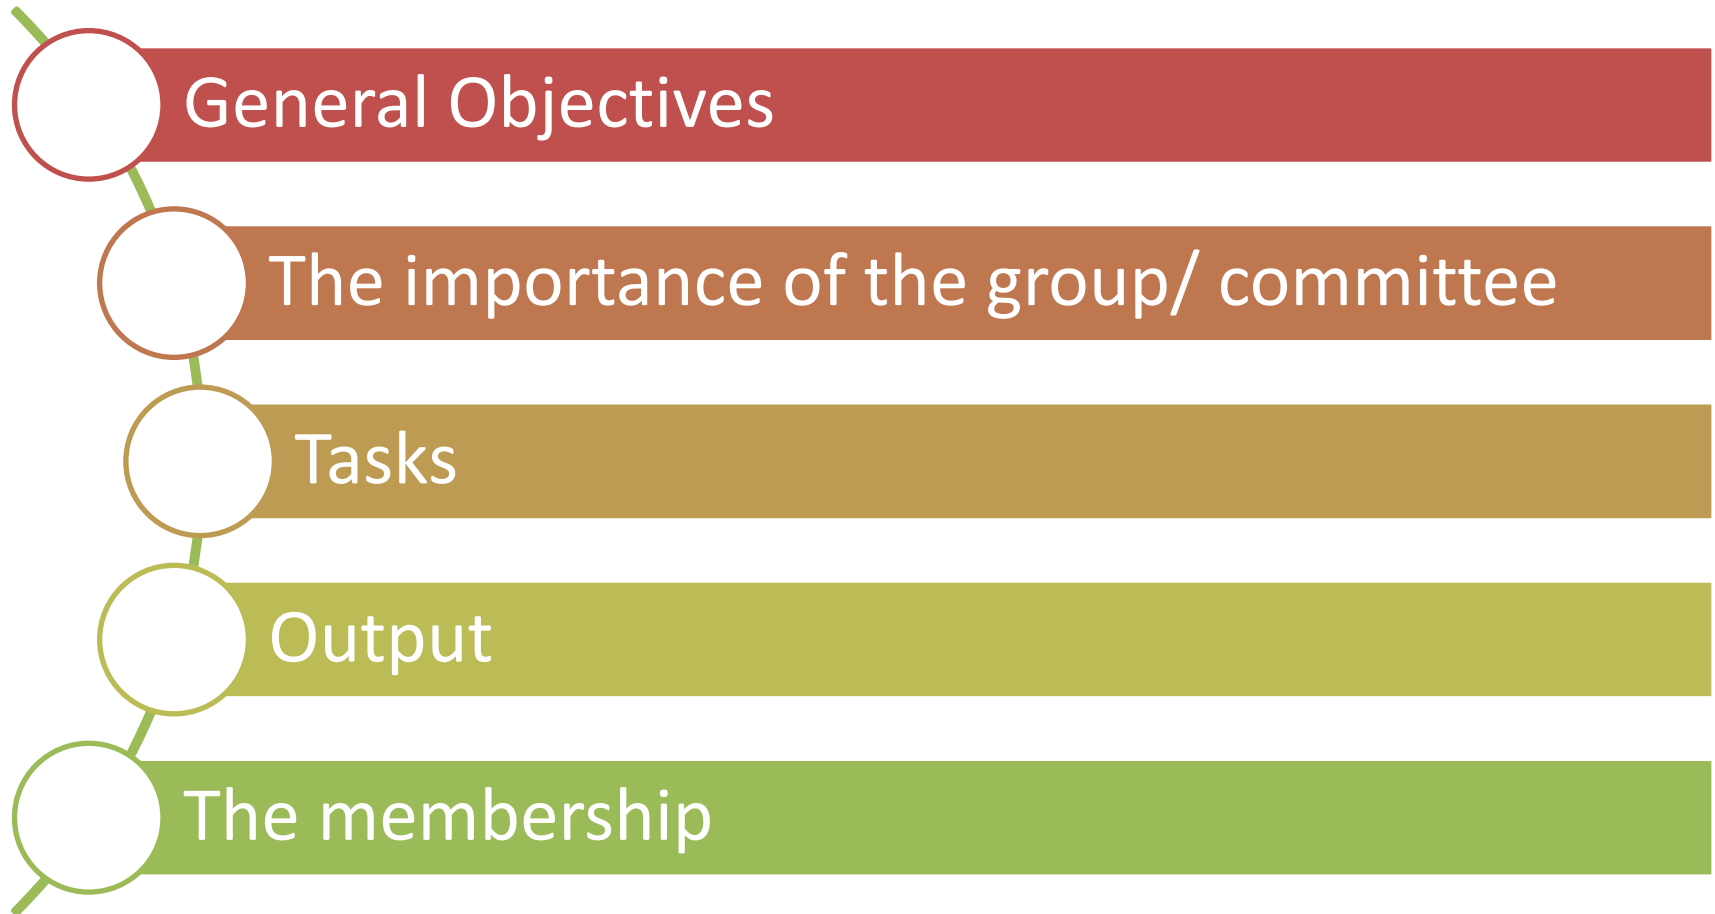 General Objectives
The importance of the group/ committee
Tasks
Output
The membership